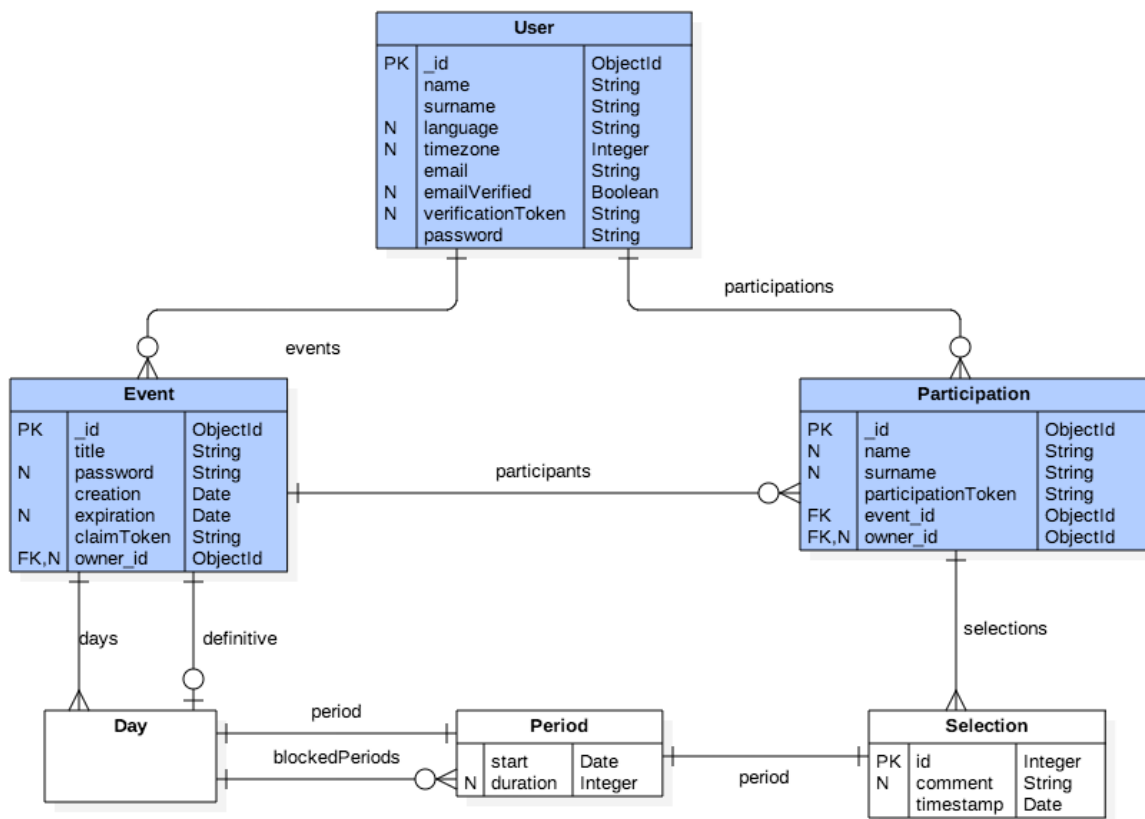 User
PK _id ObjectId
name String
surname String
N language String
N timezone Integer
email String
N emailVerified Boolean
N verificationToken String
password String
participations
events
Event
PK _id ObjectId
title String
N password String
creation Date
N expiration Date
claimToken String
FK,N owner_id ObjectId
participants
Participation
PK _id ObjectId
N name String
N surname String
participationToken String
FK event_id ObjectId
FK,N owner_id ObjectId
days
definitive
selections
Day
period
blockedPeriods
Period
start Date
N duration Integer
period
Selection
PK id Integer
N comment String
timestamp Date